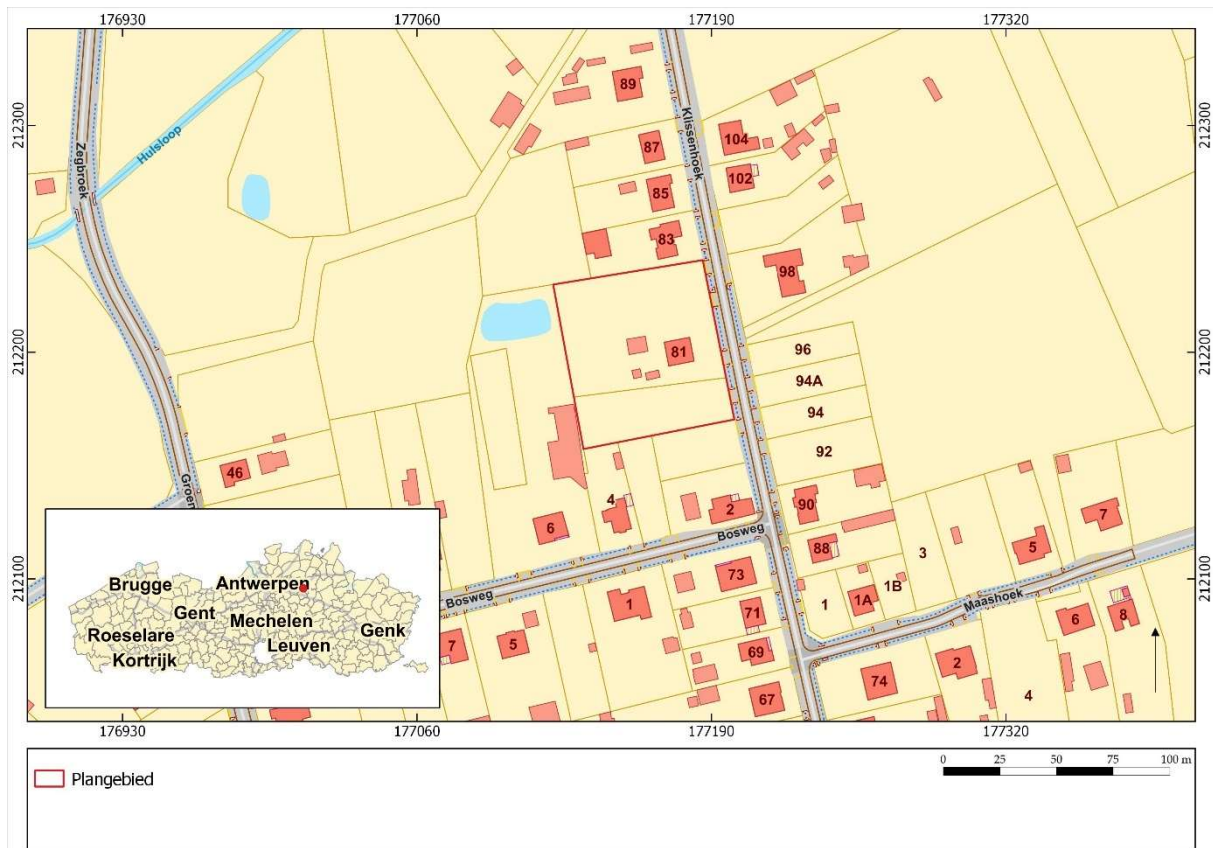 176930 177060 177190 177320
212300 212300
212200 212200
212100 212100
Zegbroek
Hulsloop
Klissenhoek
89
87
104
102
85
83
98
81
96
94A
94
92
46
Groen
4
6
2
90
88
Bosweg
73
3
5
7
1B
1A
1
Maashoek
Bosweg
1
71
69
67
7
5
74
2
4
6
8
Brugge
Antwerpen
Gent
Mechelen
Roeselare
Leuven
Genk
Kortrijk
176930 177060 177190 177320
Plangebied
0 25 50 75 100 m